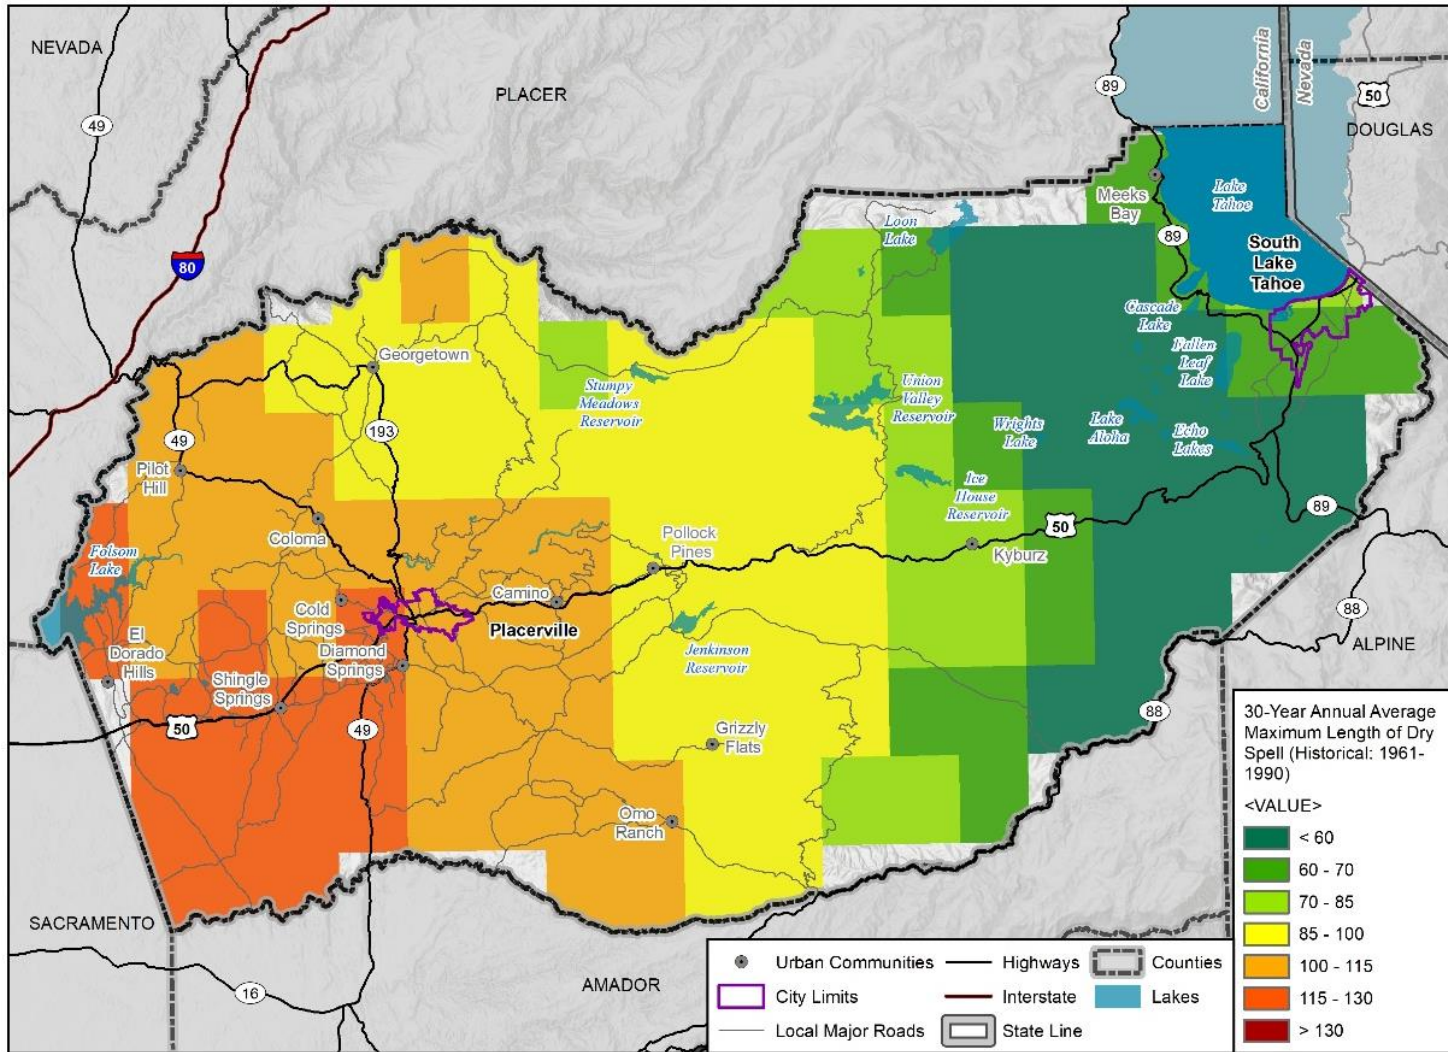 NEVADA
PLACER
89
California
Nevada
50
DOUGLAS
49
80
Meeks
Bay
Lake
Tahoe
Loon
Lake
89
South
Lake
Tahoe
Cascade
Lake
Fallen
Leaf
Lake
Georgetown
Stumpy
Meadows
Reservoir
Union
Valley
Reservoir
Wrights
Lake
Lake
Aloha
Echo
Lakes
49
193
Pilot
Hill
Ice
House
Reservoir
50
89
Coloma
Folsom
Lake
Pollock
Pines
Kyburz
Camino
Cold
Springs
Placerville
88
El
Dorado
Hills
Diamond
Springs
Jenkinson
Reservoir
ALPINE
Shingle
Springs
50
49
Grizzly
Flats
88
Omo
Ranch
SACRAMENTO
AMADOR
16
30-Year Annual Average
Maximum Length of Dry
Spell (Historical: 1961-
1990)
<VALUE>
< 60
60 - 70
70 - 85
85 - 100
100 - 115
115 - 130
> 130
Urban Communities
Highways
Counties
City Limits
Interstate
Lakes
Local Major Roads
State Line